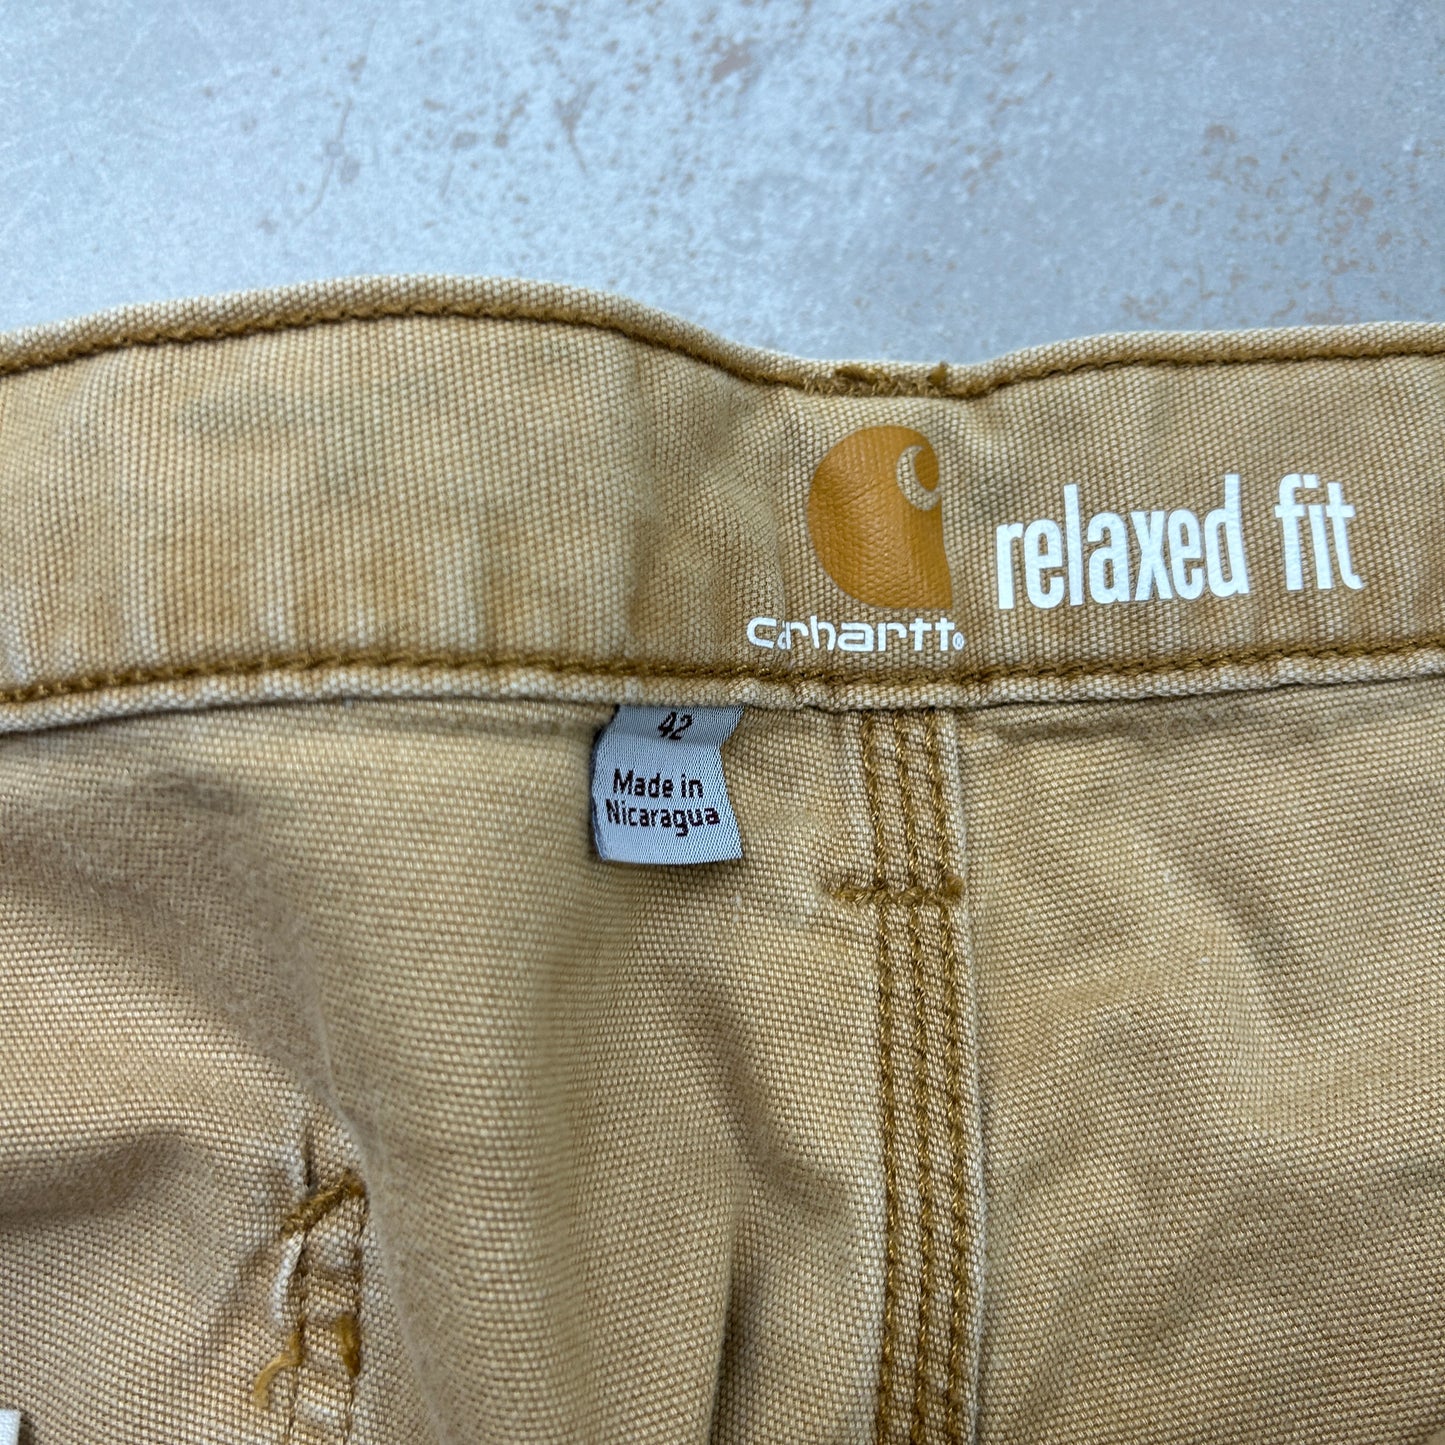 carhartt®
relaxed fit
42
Made in
Nicaragua